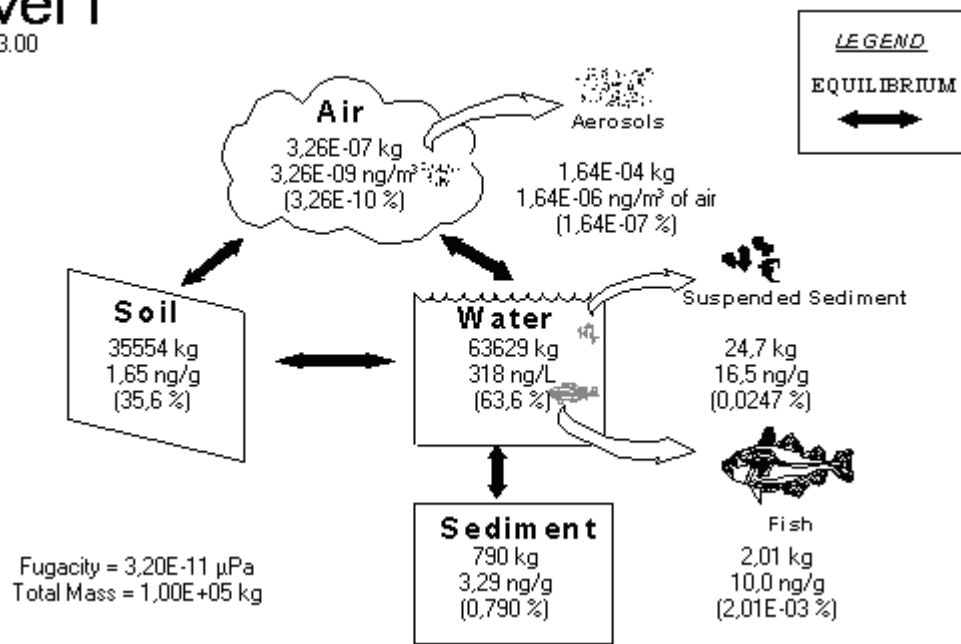 3.00
LEGEND
EQUILIBRIUM
Air
3,26E-07 kg
3,26E-09 ng/m³
(3,26E-10 %)
Aerosols
1,64E-04 kg
1,64E-06 ng/m³ of air
(1,64E-07 %)
Soil
35554 kg
1,65 ng/g
(35,6 %)
Water
63629 kg
318 ng/L
(63,6 %)
Suspended Sediment
24,7 kg
16,5 ng/g
(0,0247 %)
Sediment
790 kg
3,29 ng/g
(0,790 %)
Fish
2,01 kg
10,0 ng/g
(2,01E-03 %)
Fugacity = 3,20E-11 µPa
Total Mass = 1,00E+05 kg